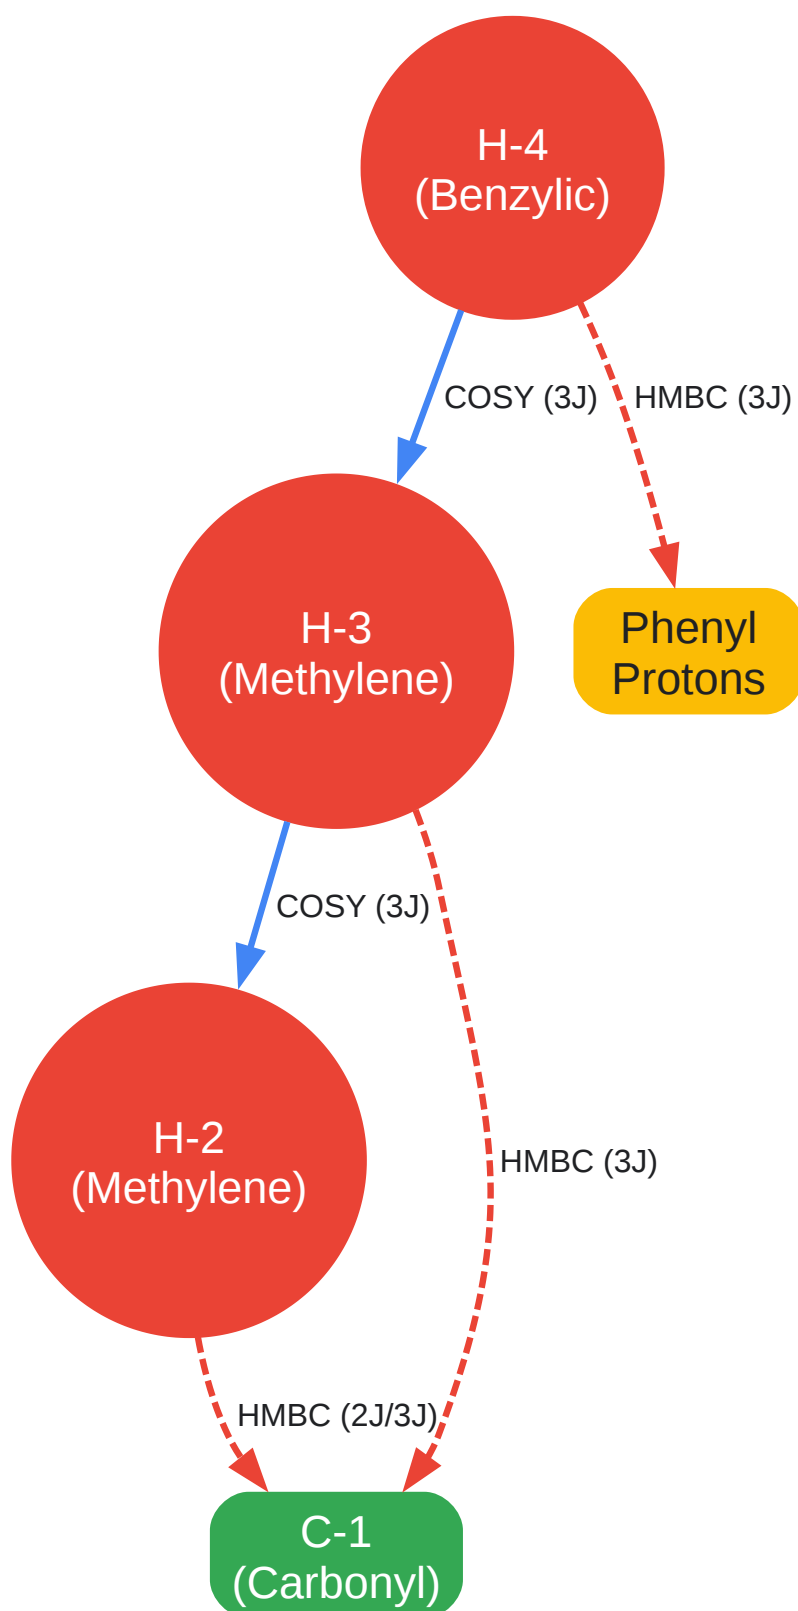 H-4
(Benzylic)
COSY (3J)
HMBC (3J)
H-3
(Methylene)
Phenyl
Protons
COSY (3J)
H-2
(Methylene)
HMBC (3J)
HMBC (2J/3J)
C-1
(Carbonyl)